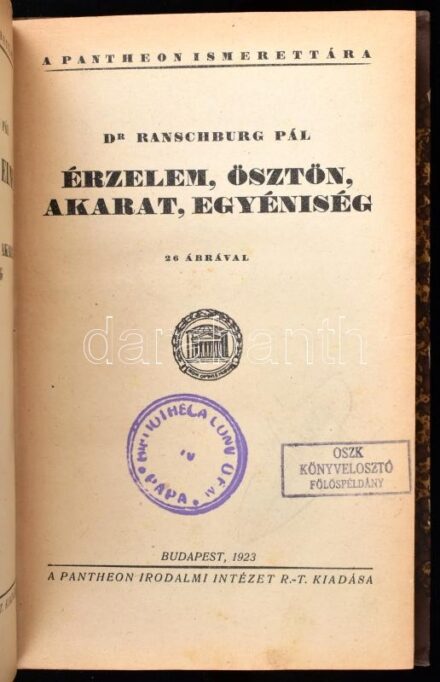 A PANTHEON ISMERETTÁRA
DR RANSCHBURG PÁL
ÉRZELEM, ÖSZTÖN,
AKARAT, EGYÉNISÉG
26 ÁBRÁVAL
darabanth
PÁPA
OSZK
KÖNYVELOSZTÓ
FÖLÖSPÉLDÁNY
BUDAPEST, 1923
A PANTHEON IRODALMI INTÉZET R.-T. KIADÁSA